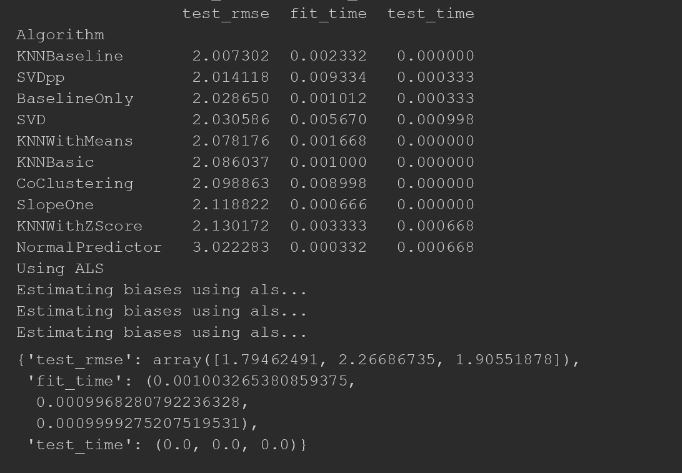 test_rmse fit_time test_time
Algorithm
KNNBaseline 2.007302 0.002332 0.000000
SVDpp 2.014118 0.009334 0.000333
BaselineOnly 2.028650 0.001012 0.000333
SVD 2.030586 0.005670 0.000998
KNNWithMeans 2.078176 0.001668 0.000000
KNNBasic 2.086037 0.001000 0.000000
CoClustering 2.098863 0.008998 0.000000
SlopeOne 2.118822 0.000666 0.000000
KNNWithZScore 2.130172 0.003333 0.000668
NormalPredictor 3.022283 0.000332 0.000668
Using ALS
Estimating biases using als...
Estimating biases using als...
Estimating biases using als...
{'test_rmse': array([1.79462491, 2.26686735, 1.90551878]),
'fit_time': (0.001003265380859375,
0.0009968280792236328,
0.0009999275207519531),
'test_time': (0.0, 0.0, 0.0)}